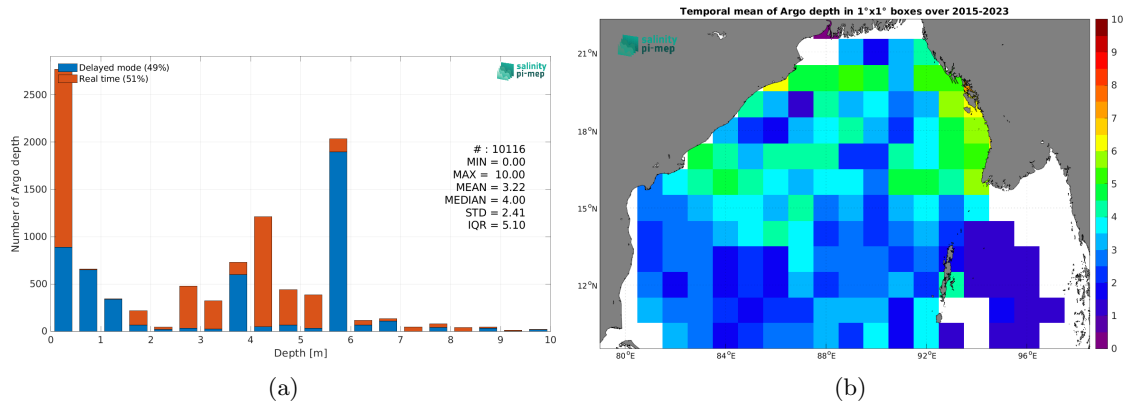 Delayed mode (49%)
Real time (51%)
salinity
pi-mep
Number of Argo depth
2500
2000
1500
1000
500
0
# : 10116
MIN = 0.00
MAX = 10.00
MEAN = 3.22
MEDIAN = 4.00
STD = 2.41
IQR = 5.10
0 1 2 3 4 5 6 7 8 9 10
Depth [m]
(a)
Temporal mean of Argo depth in 1°x1° boxes over 2015-2023
salinity
pi-mep
21°N
18°N
15°N
12°N
80°E 84°E 88°E 92°E 96°E
10
9
8
7
6
5
4
3
2
1
0
(b)